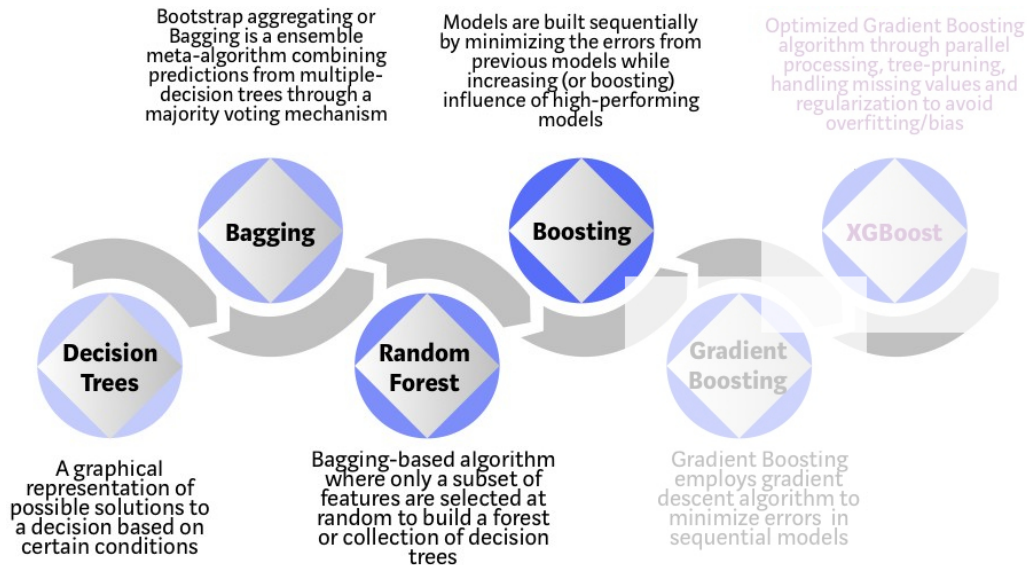 Bootstrap aggregating or
Bagging is a ensemble
meta-algorithm combining
predictions from multiple-
decision trees through a
majority voting mechanism
Models are built sequentially
by minimizing the errors from
previous models while
increasing (or boosting)
influence of high-performing
models
Optimized Gradient Boosting
algorithm through parallel
processing, tree-pruning,
handling missing values and
regularization to avoid
overfitting/bias
Bagging
Boosting
XGBoost
Decision
Trees
Random
Forest
Gradient
Boosting
A graphical
representation of
possible solutions to
a decision based on
certain conditions
Bagging-based algorithm
where only a subset of
features are selected at
random to build a forest
or collection of decision
trees
Gradient Boosting
employs gradient
descent algorithm to
minimize errors in
sequential models